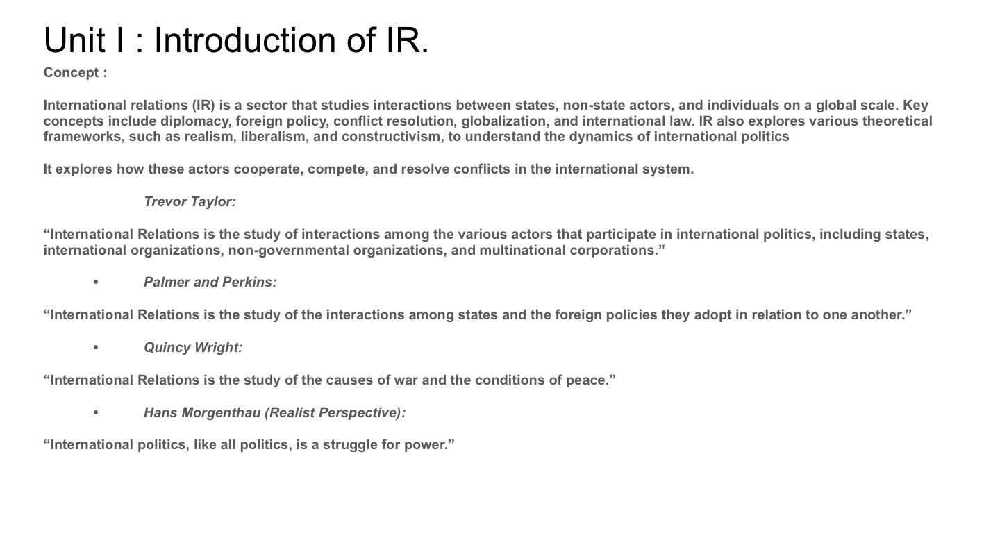 Unit I : Introduction of IR.
Concept :
International relations (IR) is a sector that studies interactions between states, non-state actors, and individuals on a global scale. Key
concepts include diplomacy, foreign policy, conflict resolution, globalization, and international law. IR also explores various theoretical
frameworks, such as realism, liberalism, and constructivism, to understand the dynamics of international politics
It explores how these actors cooperate, compete, and resolve conflicts in the international system.
Trevor Taylor:
“International Relations is the study of interactions among the various actors that participate in international politics, including states,
international organizations, non-governmental organizations, and multinational corporations.”
• Palmer and Perkins:
“International Relations is the study of the interactions among states and the foreign policies they adopt in relation to one another.”
• Quincy Wright:
“International Relations is the study of the causes of war and the conditions of peace.”
• Hans Morgenthau (Realist Perspective):
“International politics, like all politics, is a struggle for power.”